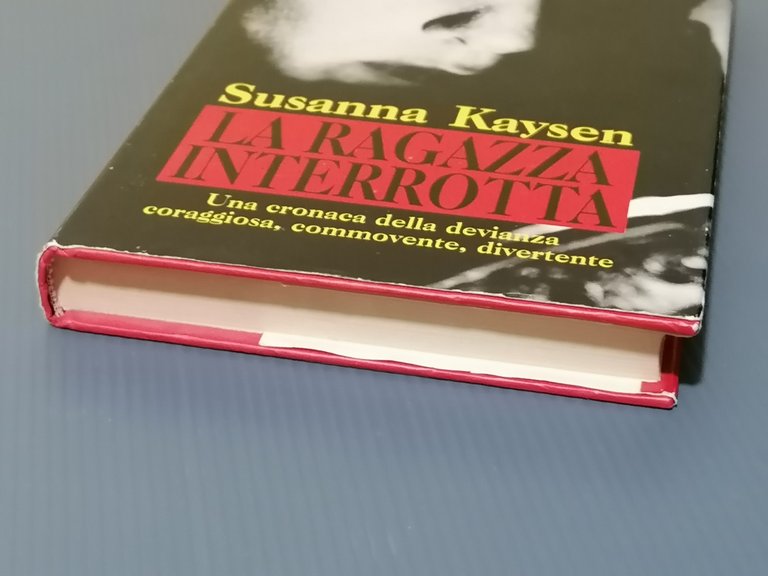 Susanna Kaysen
LA RAGAZZA
INTERROTTA
Una cronaca della devianza
coraggiosa, commovente, divertente